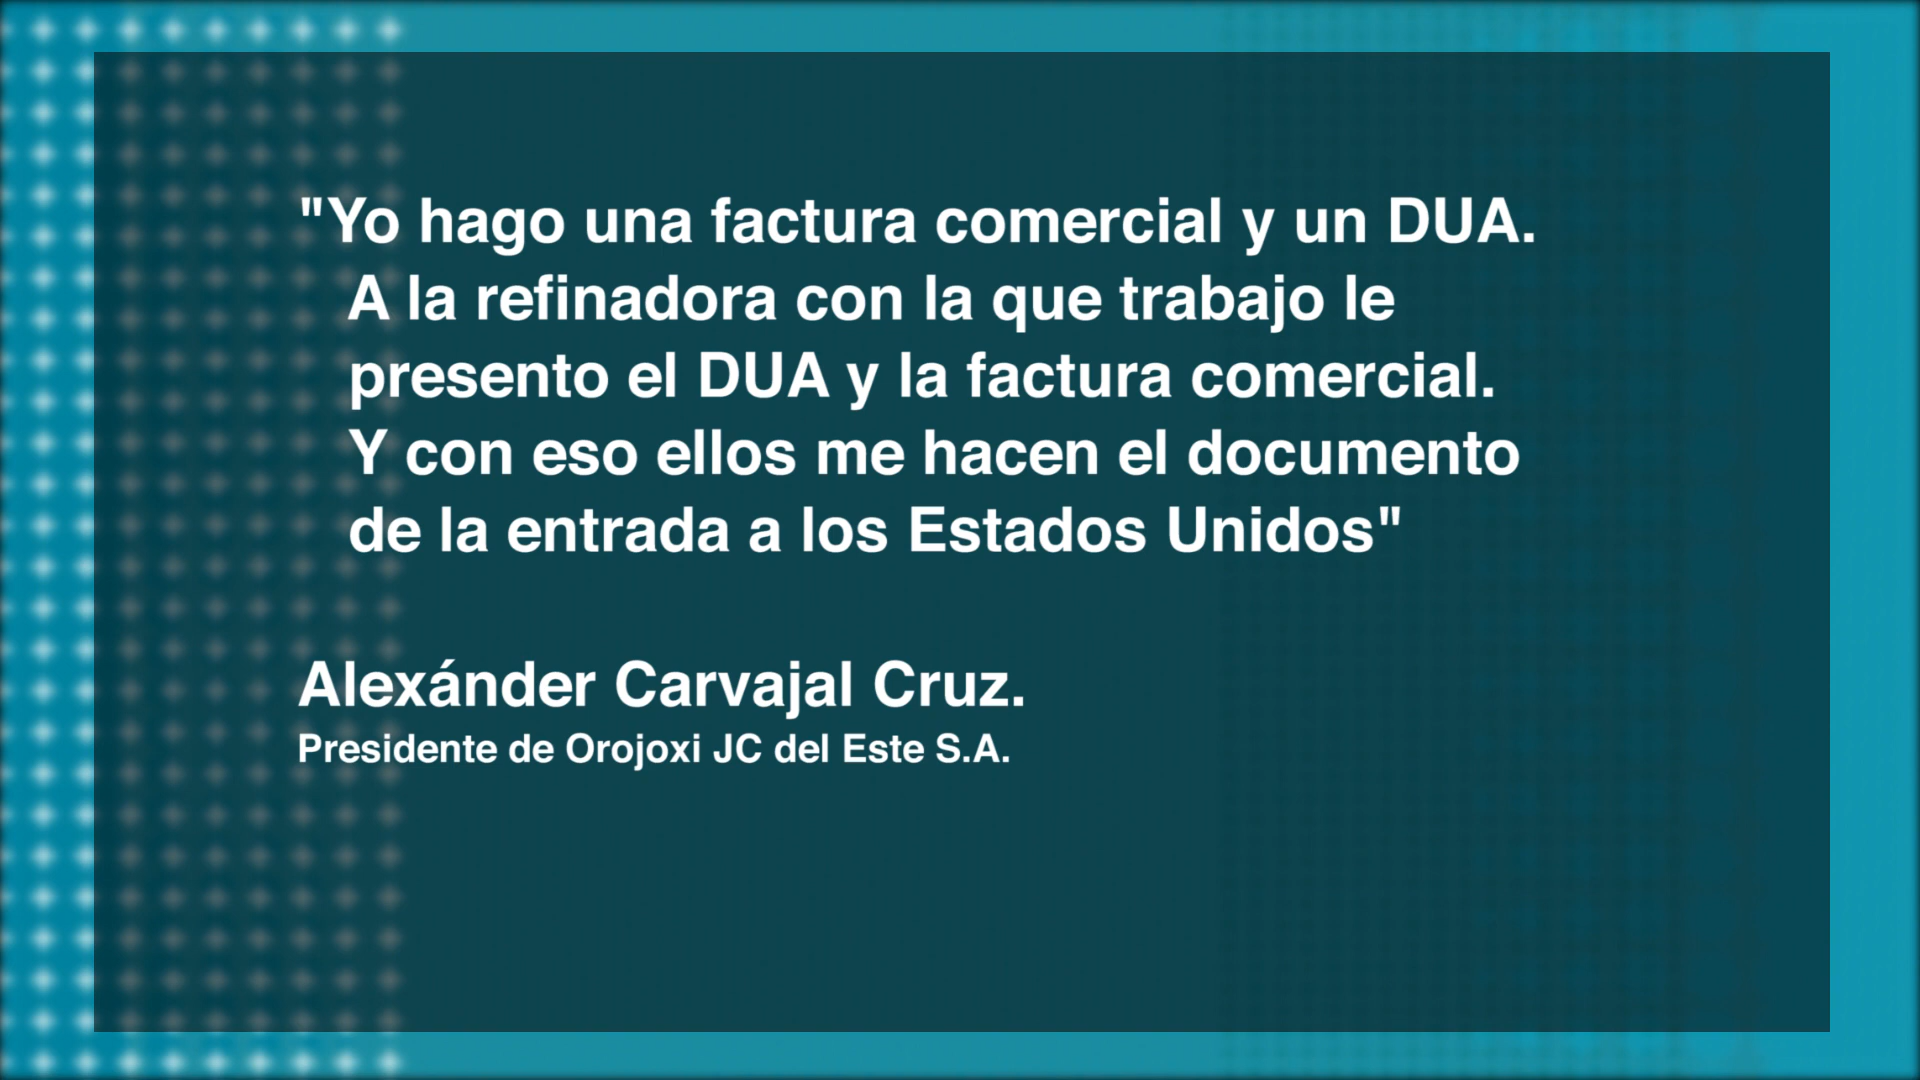 "Yo hago una factura comercial y un DUA.
A la refinadora con la que trabajo le
presento el DUA y la factura comercial.
Y con eso ellos me hacen el documento
de la entrada a los Estados Unidos"
Alexánder Carvajal Cruz.
Presidente de Orojoxi JC del Este S.A.